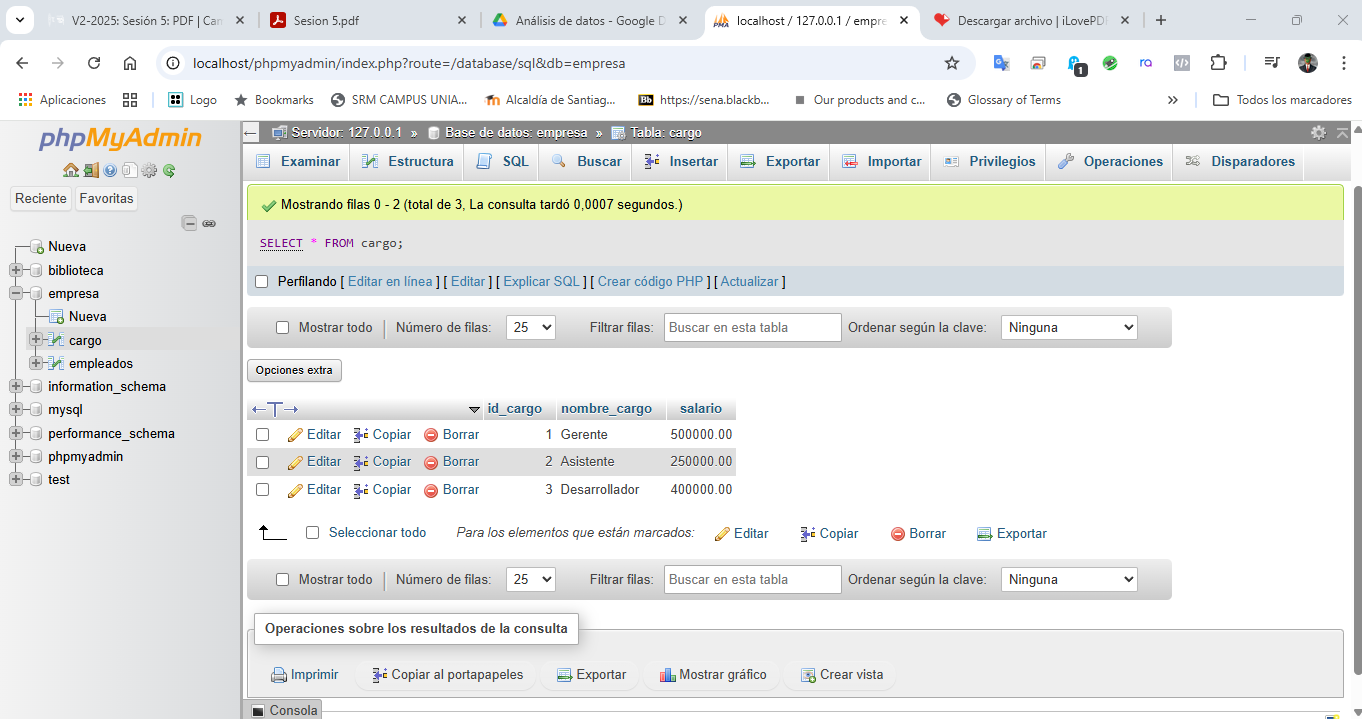 V2-2025: Sesión 5: PDF | Can
Sesion 5.pdf
Análisis de datos - Google D
localhost / 127.0.0.1 / empre
Descargar archivo | iLovePDF
localhost/phpmyadmin/index.php?route=/database/sql&db=empresa
1
Aplicaciones
Logo
Bookmarks
SRM CAMPUS UNIA...
Alcaldía de Santiag...
Bb
https://sena.blackb...
Our products and c...
Glossary of Terms
»
Todos los marcadores
phpMyAdmin
Reciente
Favoritas
Nueva
biblioteca
empresa
Nueva
cargo
empleados
information_schema
mysql
performance_schema
phpmyadmin
test
Servidor: 127.0.0.1 » Base de datos: empresa » Tabla: cargo
Examinar Estructura SQL Buscar Insertar Exportar Importar Privilegios Operaciones Disparadores
Mostrando filas 0 - 2 (total de 3, La consulta tardó 0,0007 segundos.)
SELECT * FROM cargo;
Perfilando [ Editar en línea ] [ Editar ] [ Explicar SQL ] [ Crear código PHP ] [ Actualizar ]
Mostrar todo | Número de filas: 25 Filtrar filas: Buscar en esta tabla Ordenar según la clave: Ninguna
Opciones extra
←T→ id_cargo nombre_cargo salario
Editar Copiar Borrar 1 Gerente 500000.00
Editar Copiar Borrar 2 Asistente 250000.00
Editar Copiar Borrar 3 Desarrollador 400000.00
Seleccionar todo Para los elementos que están marcados: Editar Copiar Borrar Exportar
Mostrar todo | Número de filas: 25 Filtrar filas: Buscar en esta tabla Ordenar según la clave: Ninguna
Operaciones sobre los resultados de la consulta
Imprimir Copiar al portapapeles Exportar Mostrar gráfico Crear vista
Consola